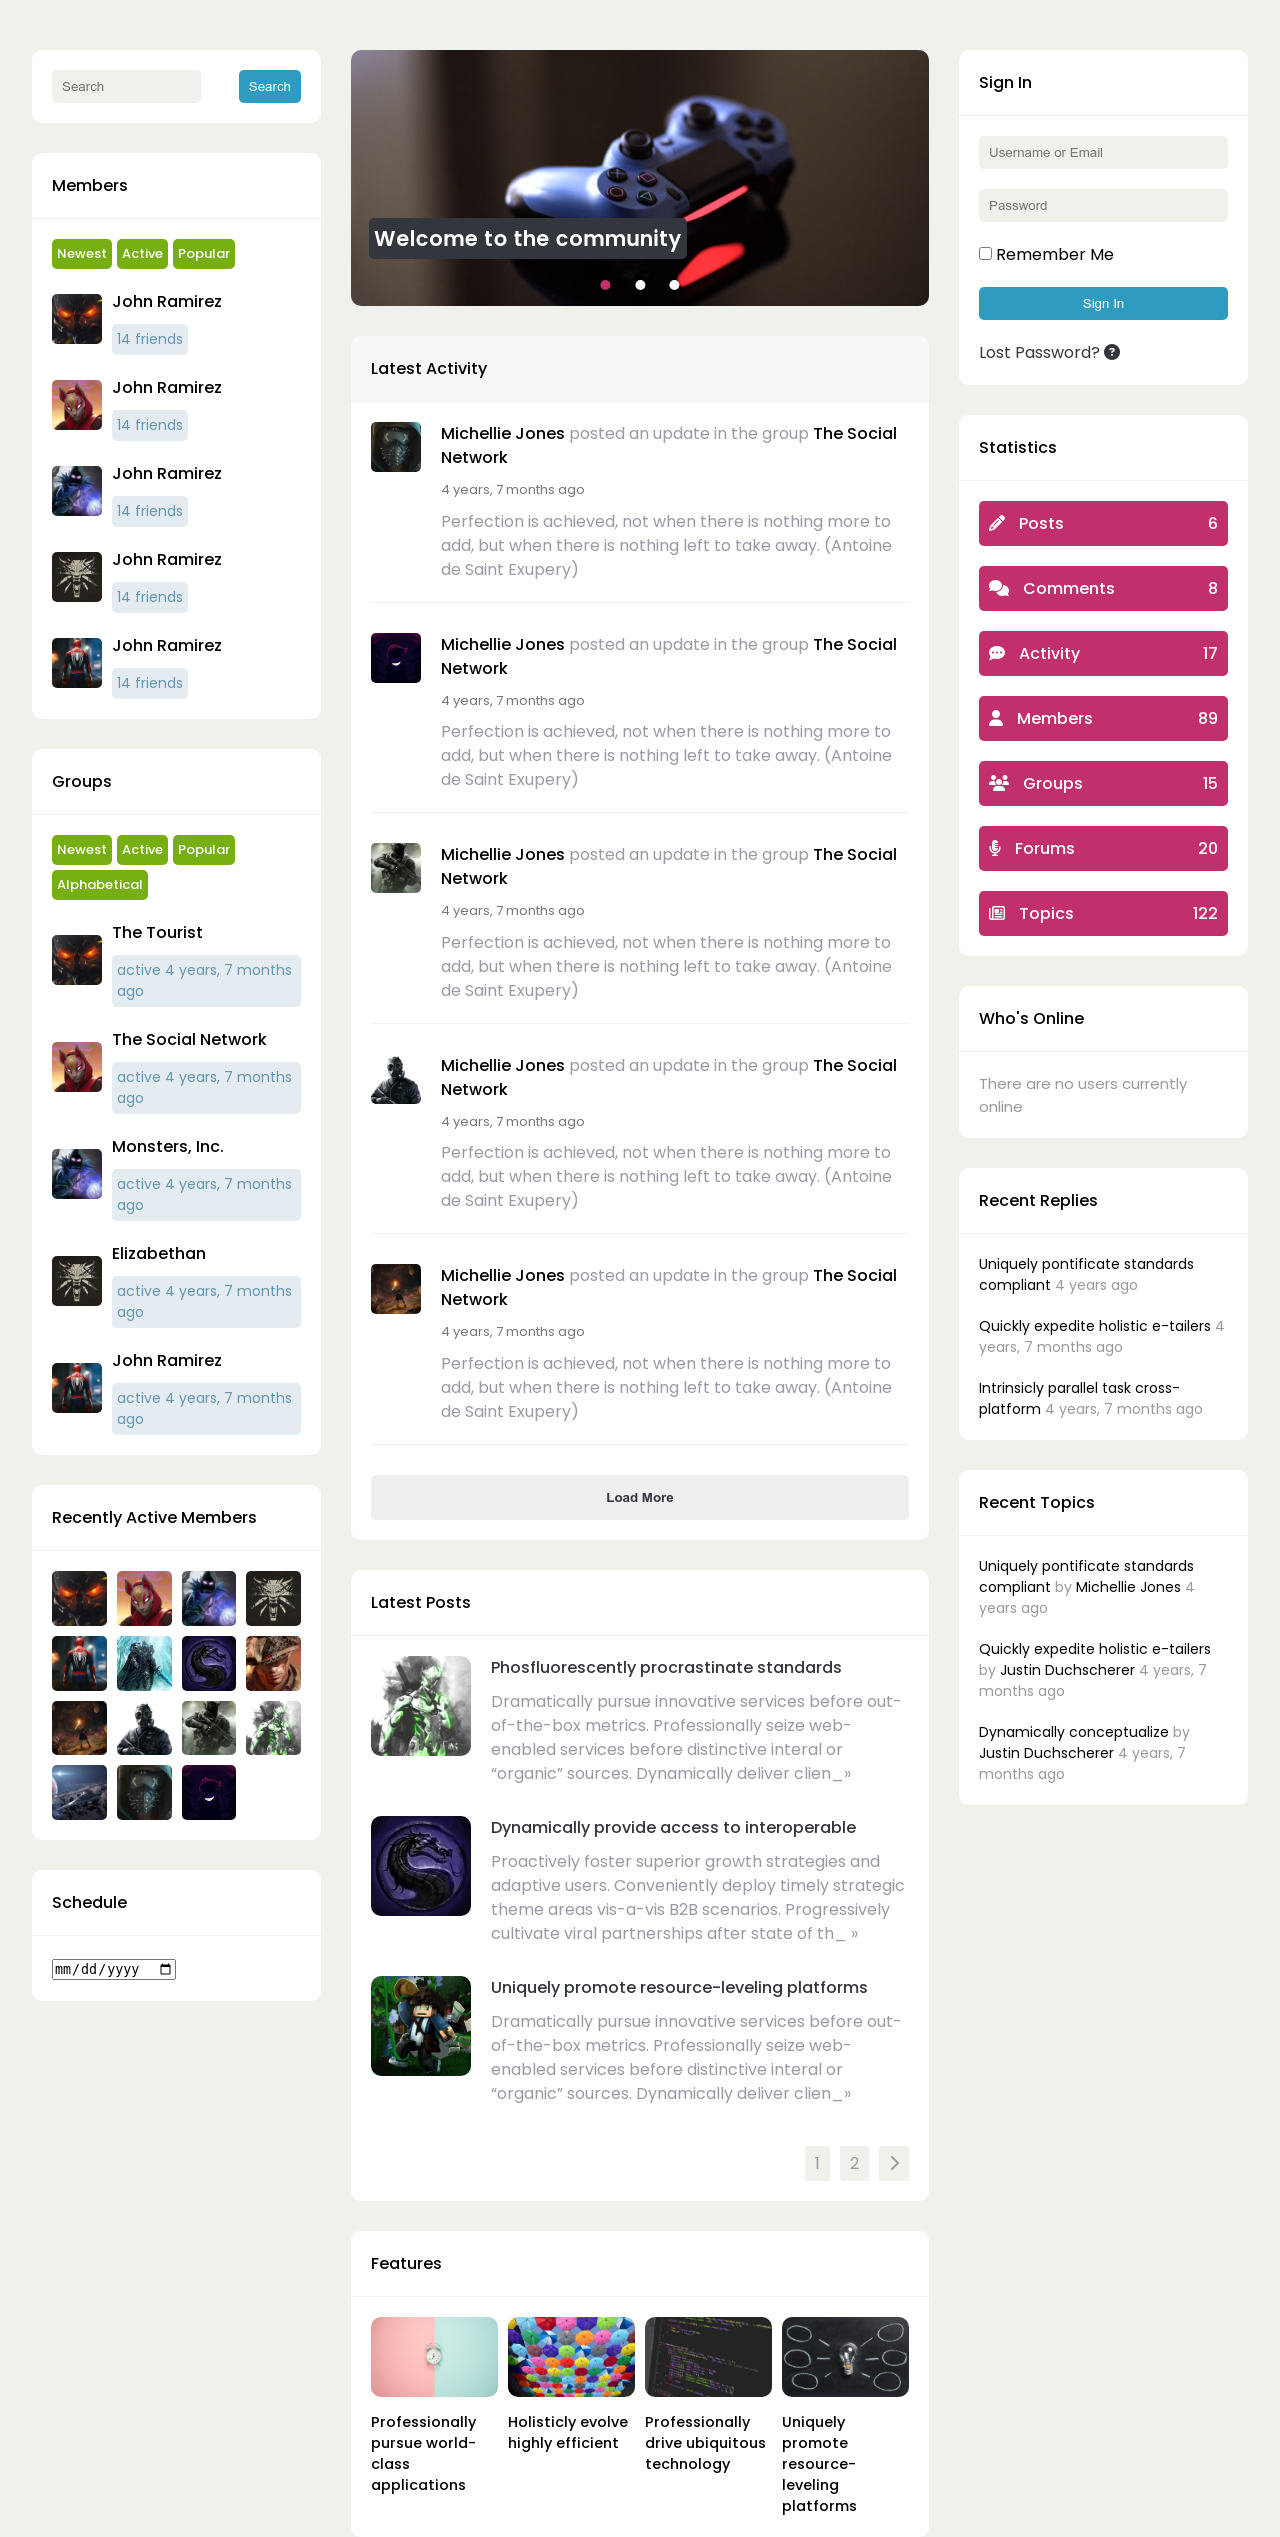 Search
Search
Members
Newest
Active
Popular
John Ramirez
14 friends
John Ramirez
14 friends
John Ramirez
14 friends
John Ramirez
14 friends
John Ramirez
14 friends
Groups
Newest
Active
Popular
Alphabetical
The Tourist
active 4 years, 7 months
ago
The Social Network
active 4 years, 7 months
ago
Monsters, Inc.
active 4 years, 7 months
ago
Elizabethan
active 4 years, 7 months
ago
John Ramirez
active 4 years, 7 months
ago
Recently Active Members
Schedule
mm/dd/yyyy
Welcome to the community
Latest Activity
Michellie Jones posted an update in the group The Social
Network
4 years, 7 months ago
Perfection is achieved, not when there is nothing more to
add, but when there is nothing left to take away. (Antoine
de Saint Exupery)
Michellie Jones posted an update in the group The Social
Network
4 years, 7 months ago
Perfection is achieved, not when there is nothing more to
add, but when there is nothing left to take away. (Antoine
de Saint Exupery)
Michellie Jones posted an update in the group The Social
Network
4 years, 7 months ago
Perfection is achieved, not when there is nothing more to
add, but when there is nothing left to take away. (Antoine
de Saint Exupery)
Michellie Jones posted an update in the group The Social
Network
4 years, 7 months ago
Perfection is achieved, not when there is nothing more to
add, but when there is nothing left to take away. (Antoine
de Saint Exupery)
Michellie Jones posted an update in the group The Social
Network
4 years, 7 months ago
Perfection is achieved, not when there is nothing more to
add, but when there is nothing left to take away. (Antoine
de Saint Exupery)
Load More
Latest Posts
Phosfluorescently procrastinate standards
Dramatically pursue innovative services before out-
of-the-box metrics. Professionally seize web-
enabled services before distinctive interal or
“organic” sources. Dynamically deliver clien_»
Dynamically provide access to interoperable
Proactively foster superior growth strategies and
adaptive users. Conveniently deploy timely strategic
theme areas vis-a-vis B2B scenarios. Progressively
cultivate viral partnerships after state of th_ »
Uniquely promote resource-leveling platforms
Dramatically pursue innovative services before out-
of-the-box metrics. Professionally seize web-
enabled services before distinctive interal or
“organic” sources. Dynamically deliver clien_»
1
2
Features
Professionally
pursue world-
class
applications
Holisticly evolve
highly efficient
Professionally
drive ubiquitous
technology
Uniquely
promote
resource-
leveling
platforms
Sign In
Username or Email
Password
Remember Me
Sign In
Lost Password?
Statistics
Posts 6
Comments 8
Activity 17
Members 89
Groups 15
Forums 20
Topics 122
Who's Online
There are no users currently
online
Recent Replies
Uniquely pontificate standards
compliant 4 years ago
Quickly expedite holistic e-tailers 4
years, 7 months ago
Intrinsicly parallel task cross-
platform 4 years, 7 months ago
Recent Topics
Uniquely pontificate standards
compliant by Michellie Jones 4
years ago
Quickly expedite holistic e-tailers
by Justin Duchscherer 4 years, 7
months ago
Dynamically conceptualize by
Justin Duchscherer 4 years, 7
months ago